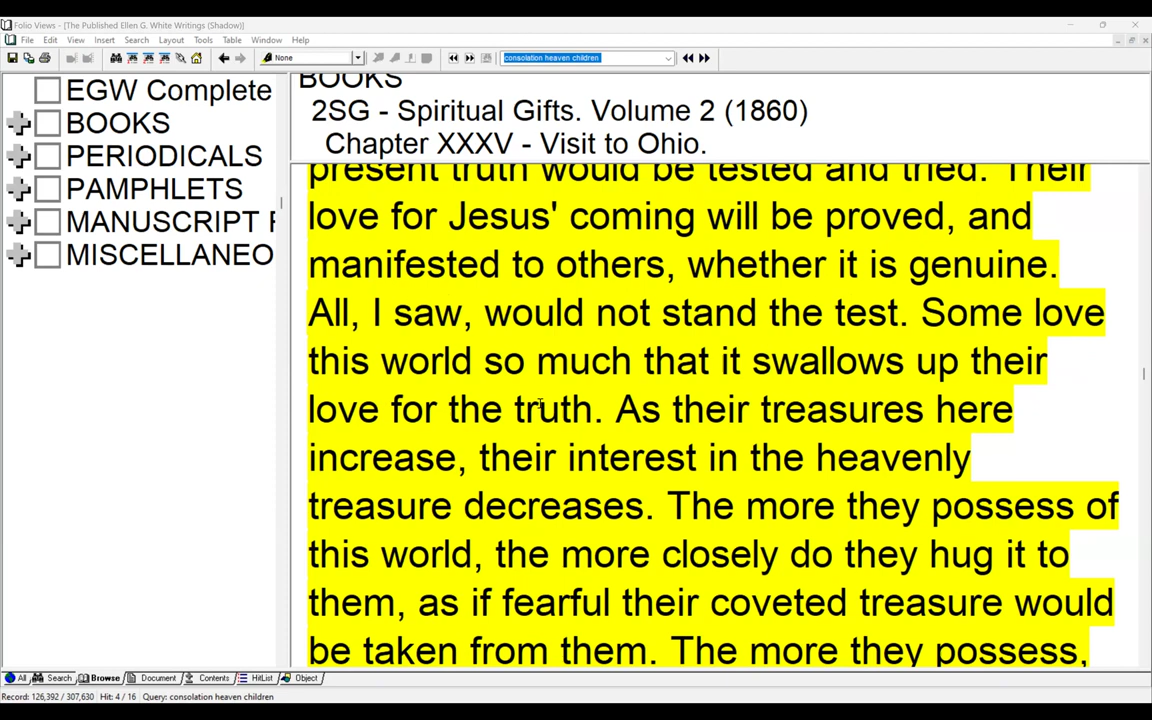 Folio Views - [The Published Ellen G. White Writings (Shadow)]
File Edit View Insert Search Layout Tools Table Window Help
None
consolation heaven children
EGW Complete
BOOKS
PERIODICALS
PAMPHLETS
MANUSCRIPT
MISCELLANEO
BOOKS
2SG - Spiritual Gifts. Volume 2 (1860)
Chapter XXXV - Visit to Ohio.
present truth would be tested and tried. Their
love for Jesus' coming will be proved, and
manifested to others, whether it is genuine.
All, I saw, would not stand the test. Some love
this world so much that it swallows up their
love for the truth. As their treasures here
increase, their interest in the heavenly
treasure decreases. The more they possess of
this world, the more closely do they hug it to
them, as if fearful their coveted treasure would
be taken from them. The more they possess,
All Search Browse Document Contents HitList Object
Record: 126,392 / 307,630 Hit: 4 / 16 Query: consolation heaven children